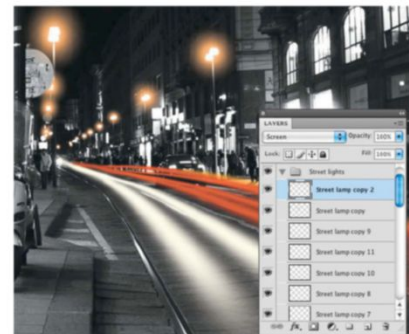 LAYERS
Screen Opacity: 100%
Lock: Fill: 100%
Street lights
Street lamp copy 2
Street lamp copy
Street lamp copy 9
Street lamp copy 11
Street lamp copy 10
Street lamp copy 8
Street lamp copy 7
fx.